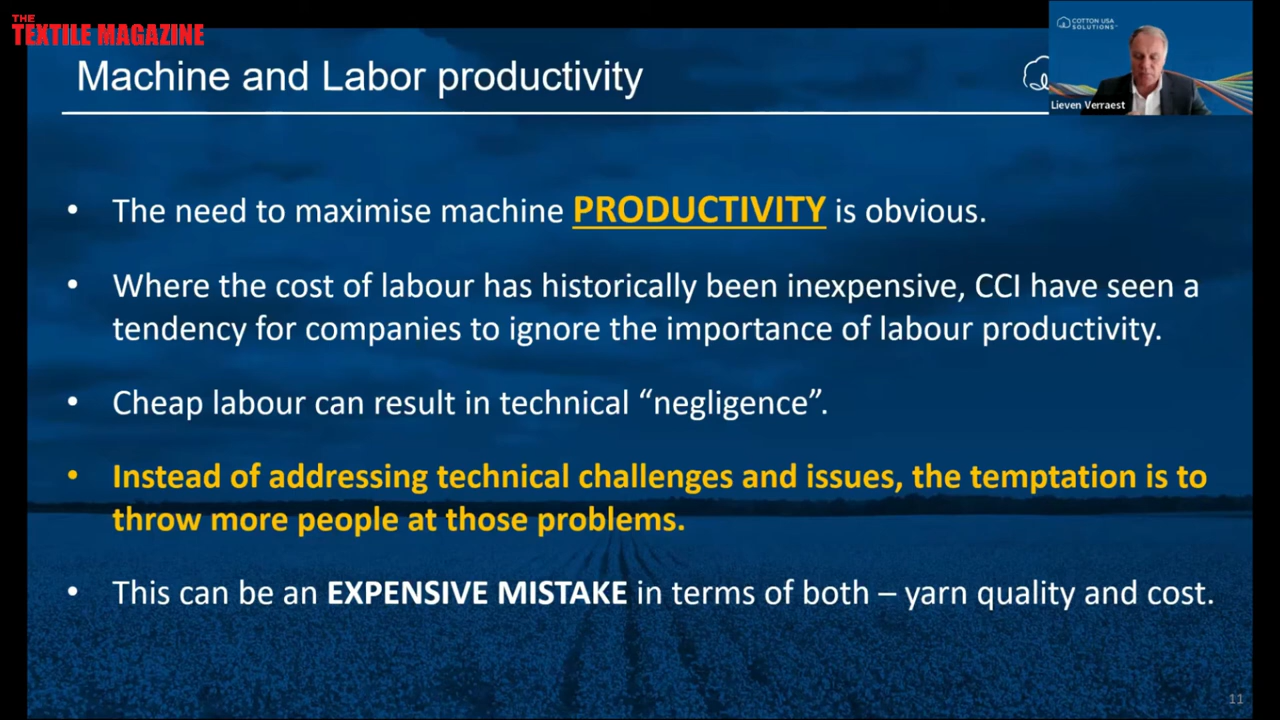 THE
TEXTILE MAGAZINE
COTTON USA
SOLUTIONS
Machine and Labor productivity
Lieven Verraest
• The need to maximise machine PRODUCTIVITY is obvious.
• Where the cost of labour has historically been inexpensive, CCI have seen a
tendency for companies to ignore the importance of labour productivity.
• Cheap labour can result in technical “negligence”.
• Instead of addressing technical challenges and issues, the temptation is to
throw more people at those problems.
• This can be an EXPENSIVE MISTAKE in terms of both – yarn quality and cost.
11